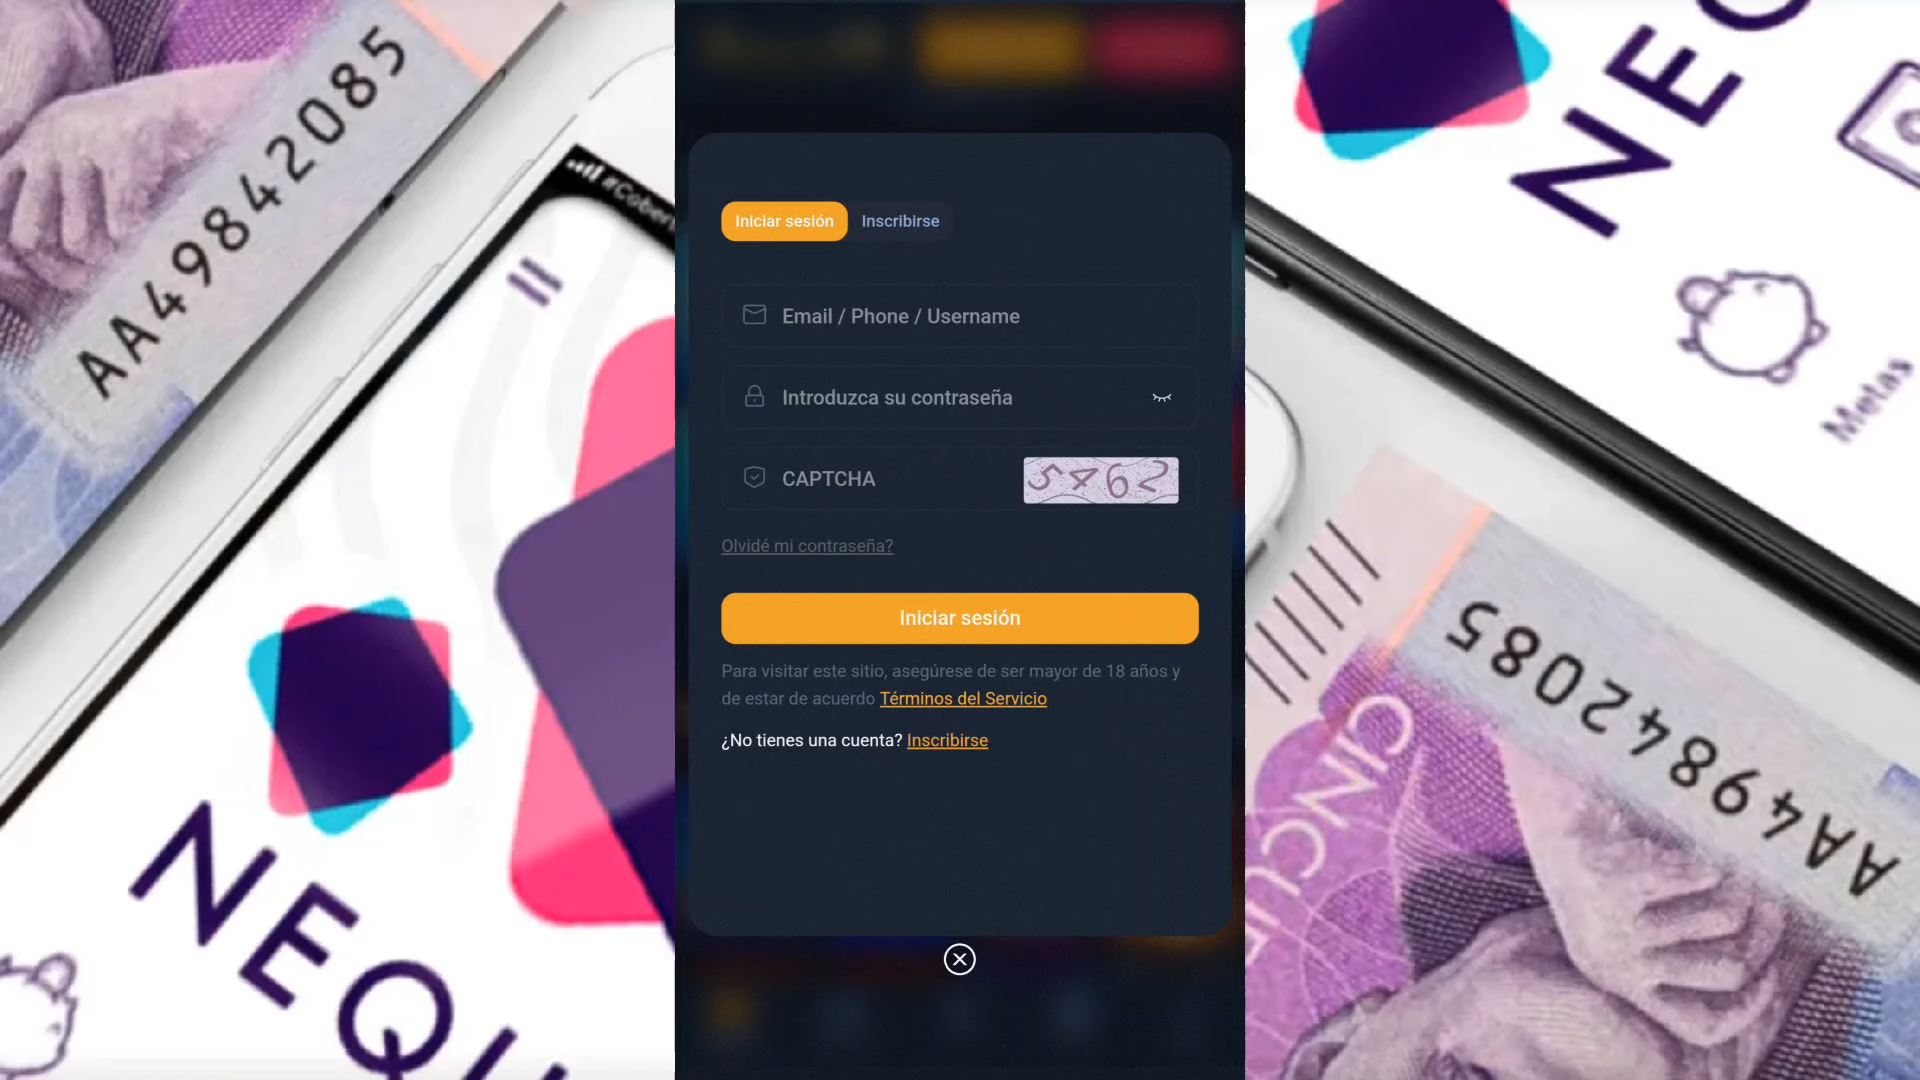 AA49842085
NEQU
Iniciar sesión
Inscribirse
Email / Phone / Username
Introduzca su contraseña
CAPTCHA
5462
Olvidé mi contraseña?
Iniciar sesión
Para visitar este sitio, asegúrese de ser mayor de 18 años y
de estar de acuerdo Términos del Servicio
¿No tienes una cuenta? Inscribirse
NEQ
Metas
AA49842085
CINCUE